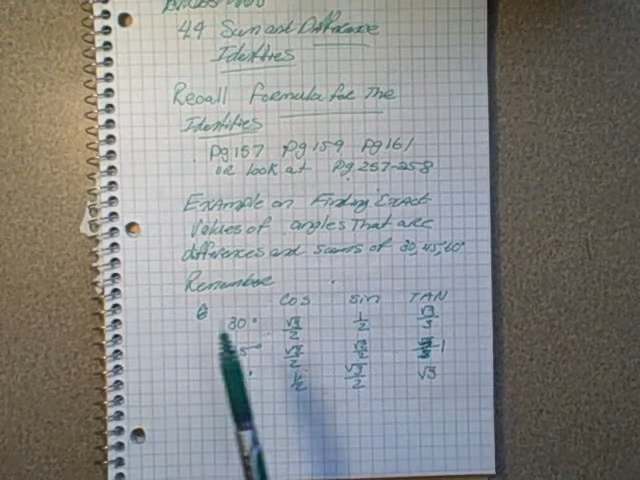 4.4 Sum and Difference
Identities
Recall Formula for The
Identities
Pg 157 Pg 159 Pg 161
OR Look at Pg 257-258
Example on Finding Exact
Values of angles That are
differences and sums of 30, 45, 60°
Remember
θ cos sin TAN
30° √3/2 1/2 √3/3
5° √2/2 √2/2 1
° 1/2 √3/2 √3